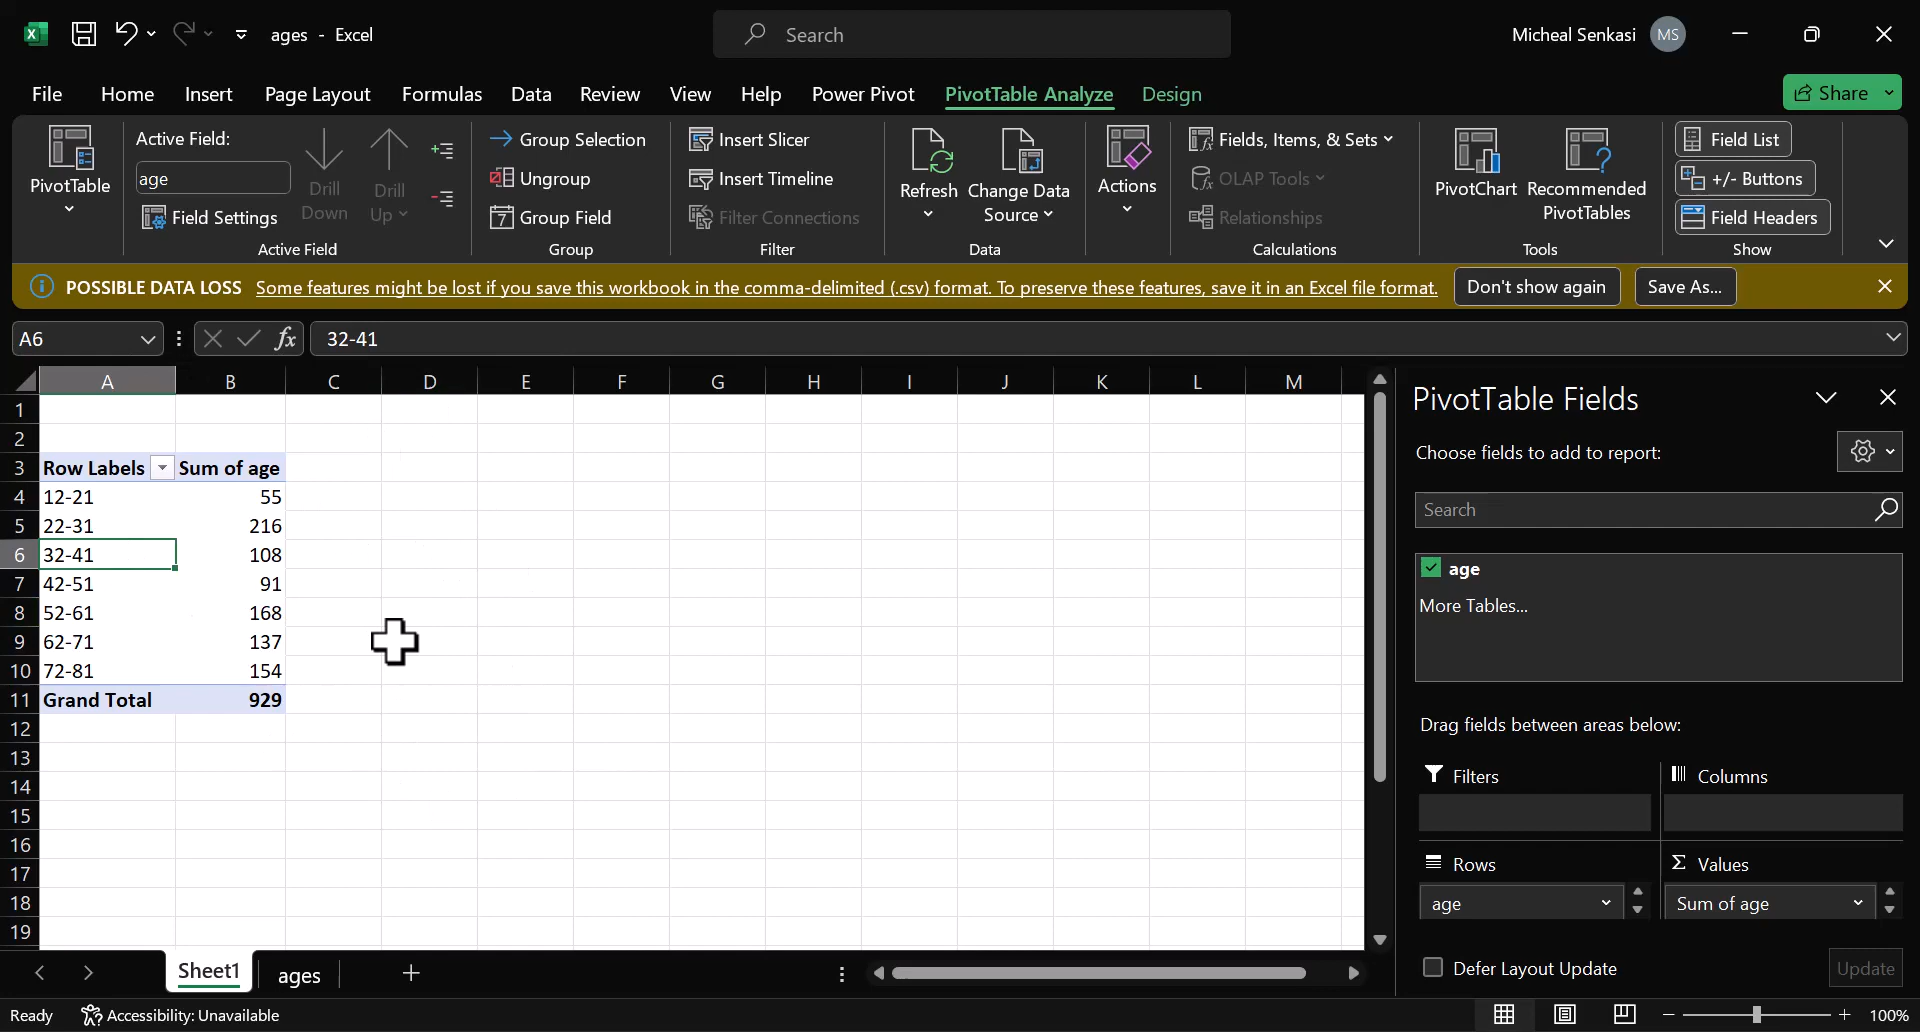 ages - Excel
Search
Micheal Senkasi MS
File Home Insert Page Layout Formulas Data Review View Help Power Pivot PivotTable Analyze Design Share
PivotTable
Active Field:
age
Field Settings
Drill Down
Drill Up
Active Field
Group Selection
Ungroup
7 Group Field
Group
Insert Slicer
Insert Timeline
Filter Connections
Filter
Refresh
Change Data Source
Data
Actions
Fields, Items, & Sets
OLAP Tools
Relationships
Calculations
PivotChart
Recommended PivotTables
Tools
Field List
+/- Buttons
Field Headers
Show
POSSIBLE DATA LOSS Some features might be lost if you save this workbook in the comma-delimited (.csv) format. To preserve these features, save it in an Excel file format. Don't show again Save As...
A6 fx 32-41
A B C D E F G H I J K L M
1
2
3 Row Labels Sum of age
4 12-21 55
5 22-31 216
6 32-41 108
7 42-51 91
8 52-61 168
9 62-71 137
10 72-81 154
11 Grand Total 929
12
13
14
15
16
17
18
19
PivotTable Fields
Choose fields to add to report:
Search
age
More Tables...
Drag fields between areas below:
Filters
Columns
Rows
Σ Values
age
Sum of age
Defer Layout Update
Update
Sheet1 ages
Ready Accessibility: Unavailable 100%